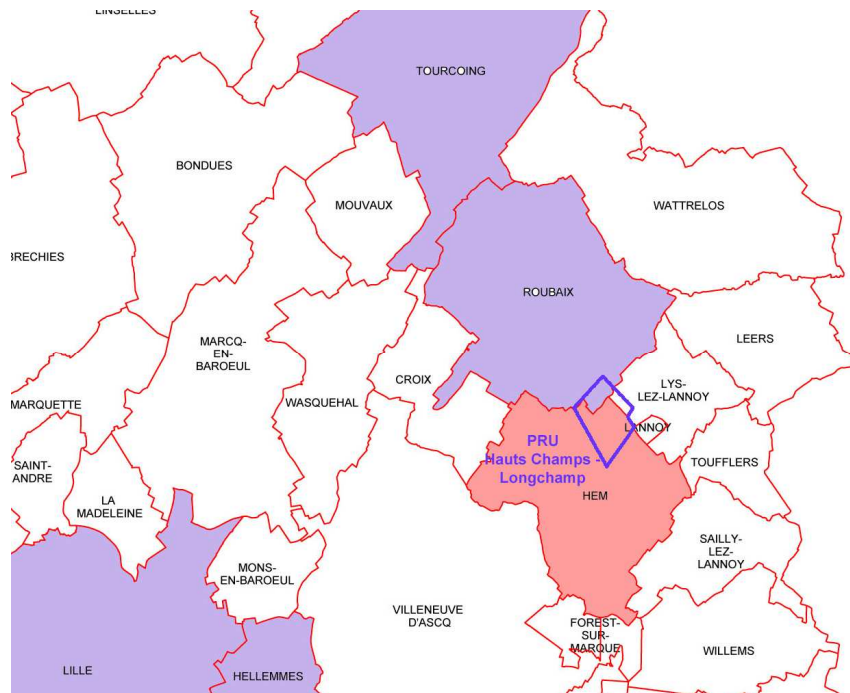 LINSELLES
TOURCOING
BONDUES
MOUVAUX
WATTRELOS
BRECHIES
ROUBAIX
LEERS
MARCQ-
EN-
BAROEUL
CROIX
LYS-
LEZ-LANNOY
MARQUETTE
WASQUEHAL
LANNOY
PRU
Hauts Champs -
Longchamp
SAINT-
ANDRE
TOUFFLERS
HEM
LA
MADELEINE
SAILLY-
LEZ-
LANNOY
MONS-
EN-BAROEUL
VILLENEUVE
D'ASCQ
FOREST-
SUR-
MARQUE
WILLEMS
LILLE
HELLEMMES